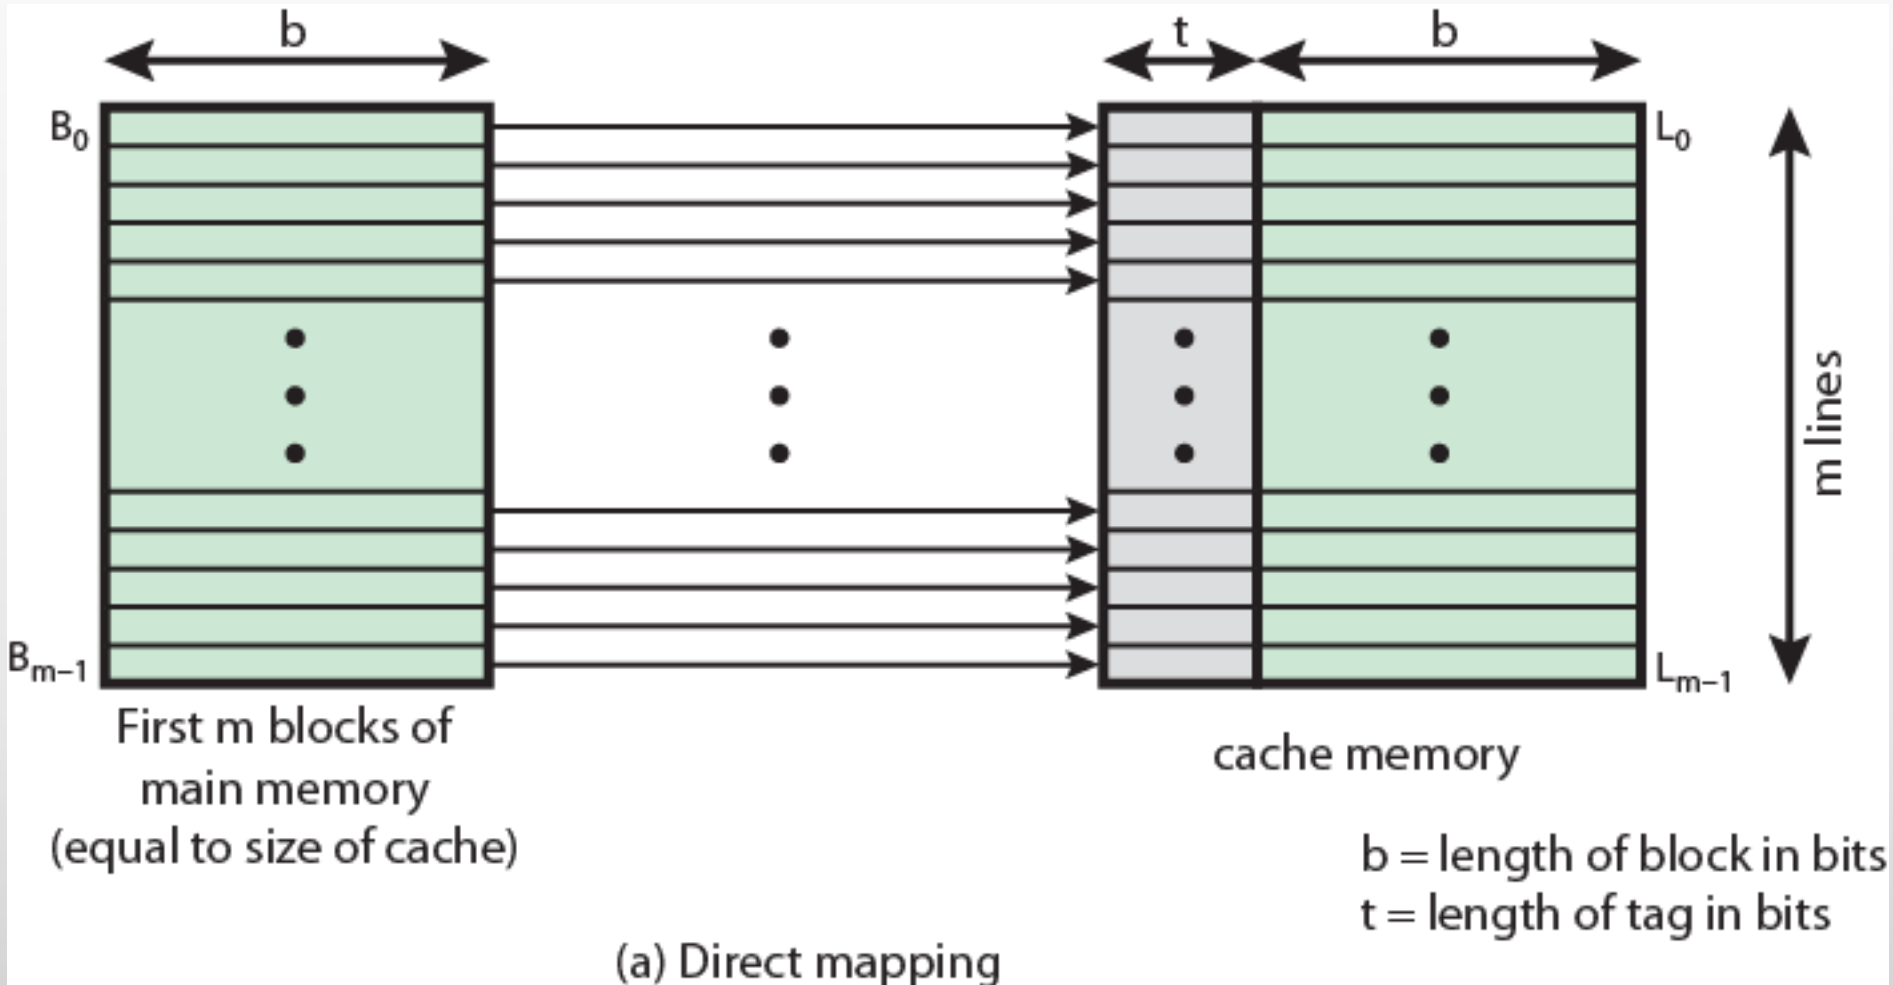 b
t
b
B0
L0
m lines
Bm–1
Lm–1
First m blocks of
main memory
(equal to size of cache)
cache memory
b = length of block in bits
t = length of tag in bits
(a) Direct mapping